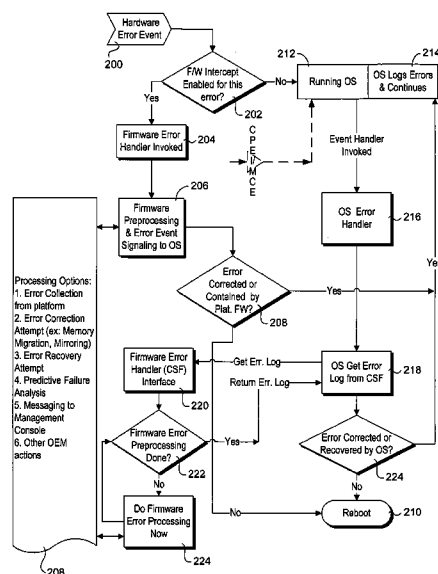 Hardware
Error Event
200
F/W Intercept
Enabled for this
error?
202
No
Yes
212
214
Running OS
OS Logs Errors
& Continues
Firmware Error
Handler Invoked
204
CPEI/MCE
Event Handler
Invoked
206
Firmware
Preprocessing
& Error Event
Signaling to OS
OS Error
Handler
216
Yes
Processing Options:
1. Error Collection
from platform
2. Error Correction
Attempt (ex: Memory
Migration, Mirroring)
3. Error Recovery
Attempt
4. Predictive Failure
Analysis
5. Messaging to
Management
Console
6. Other OEM
actions
208
Error
Corrected or
Contained by
Plat. FW?
208
Yes
No
Firmware Error
Handler (CSF)
Interface
220
Get Err. Log
Return Err. Log
OS Get Error
Log from CSF
218
Firmware Error
Preprocessing
Done?
222
Yes
No
Error Corrected or
Recovered by OS?
224
No
Do Firmware
Error Processing
Now
224
Reboot
210